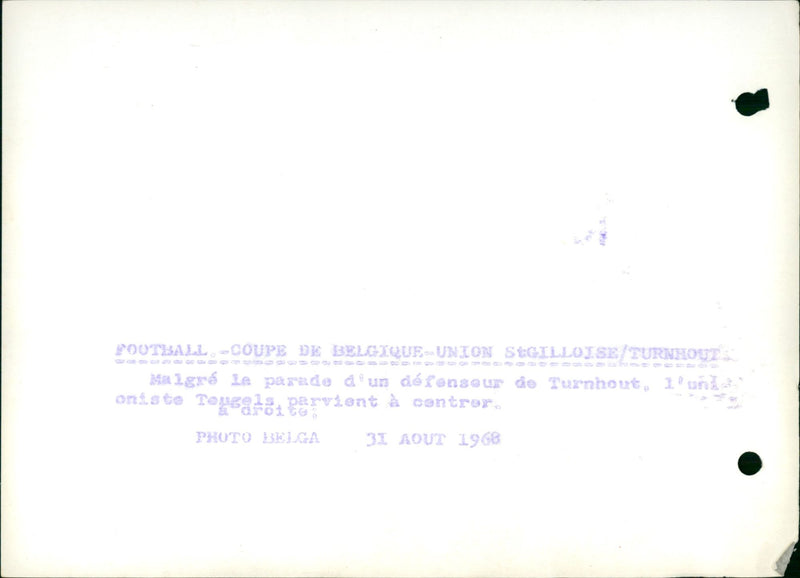 FOOTBALL.-COUPE DE BELGIQUE-UNION StGILLOISE/TURNHOUT.
Malgré la parade d'un défenseur de Turnhout, l'uni-
oniste Teugels parvient à centrer.
à droite,
PHOTO BELGA 31 AOUT 1968